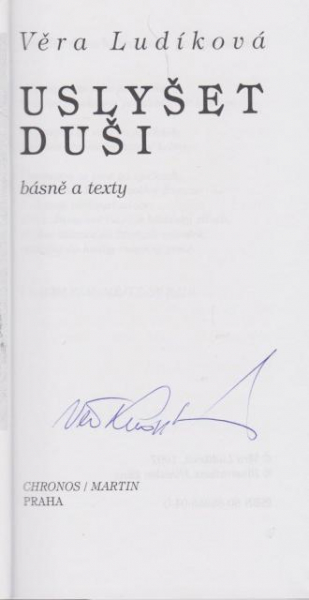 Věra Ludíková
USLYŠET
DUŠI
básně a texty
CHRONOS / MARTIN
PRAHA